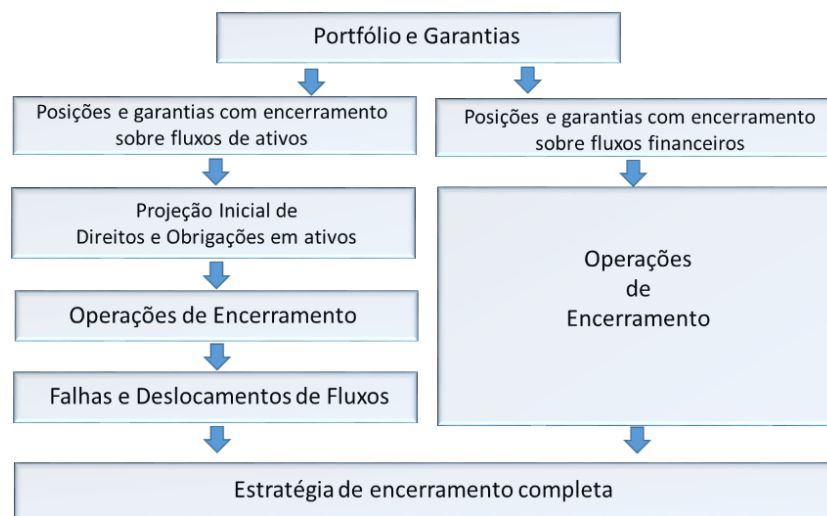 Portfólio e Garantias
Posições e garantias com encerramento
sobre fluxos de ativos
Posições e garantias com encerramento
sobre fluxos financeiros
Projeção Inicial de
Direitos e Obrigações em ativos
Operações de Encerramento
Falhas e Deslocamentos de Fluxos
Operações
de
Encerramento
Estratégia de encerramento completa